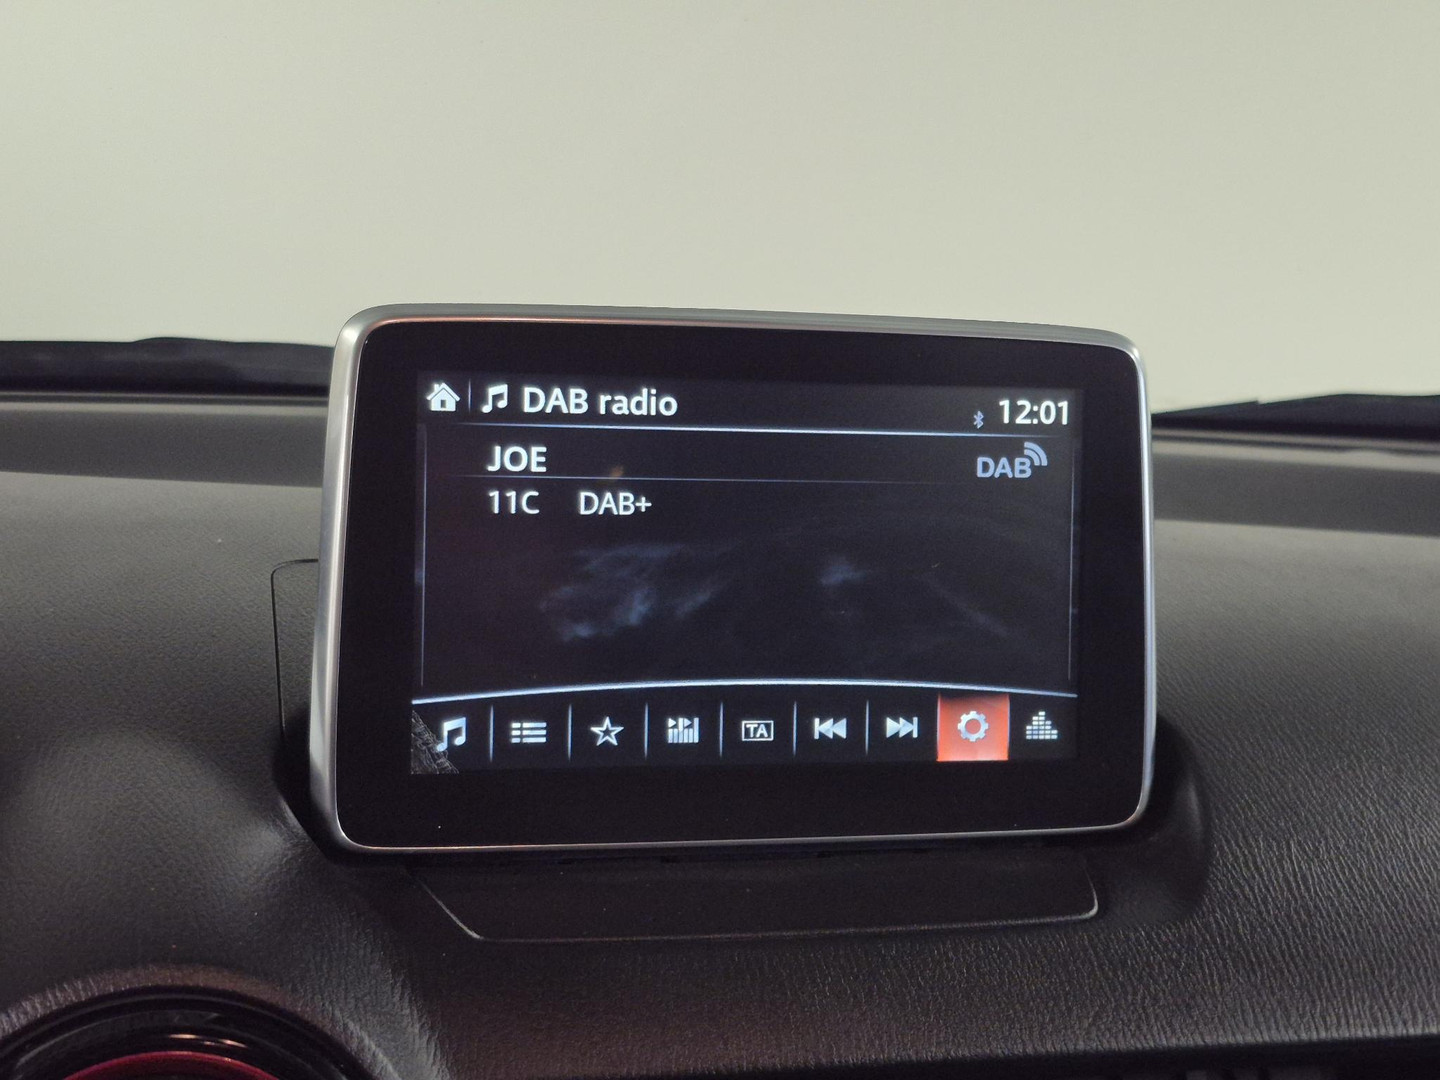 DAB radio 12:01
JOE DAB
11C DAB+
TA